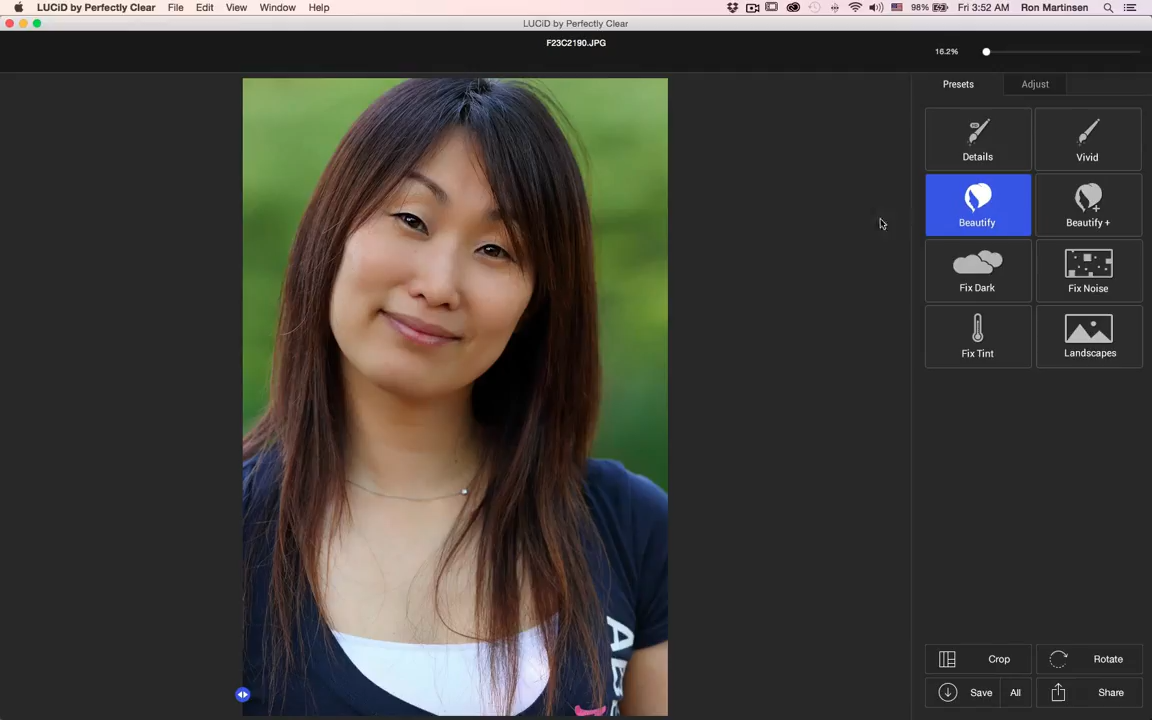 LUCiD by Perfectly Clear File Edit View Window Help 98% Fri 3:52 AM Ron Martinsen
LUCiD by Perfectly Clear
F23C2190.JPG
16.2%
Presets Adjust
Details Vivid
Beautify Beautify +
Fix Dark Fix Noise
Fix Tint Landscapes
Crop Rotate
Save All Share